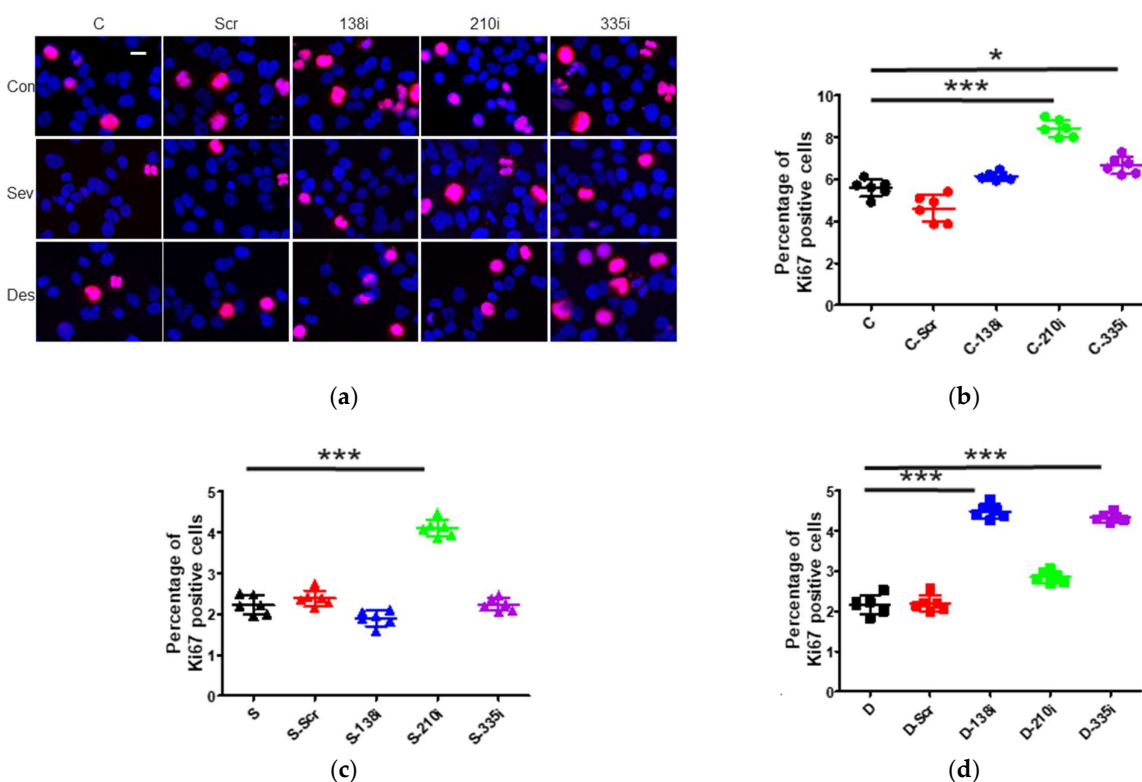 C Scr 138i 210i 335i
Con
Sev
Des
(a)
*
***
Percentage of
Ki67 positive cells
10
8
6
4
2
0
C C-Scr C-138i C-210i C-335i
(b)
***
Percentage of
Ki67 positive cells
5
4
3
2
1
0
S S-Scr S-138i S-210i S-335i
(c)
***
***
Percentage of
Ki67 positive cells
5
4
3
2
1
0
D D-Scr D-138i D-210i D-335i
(d)